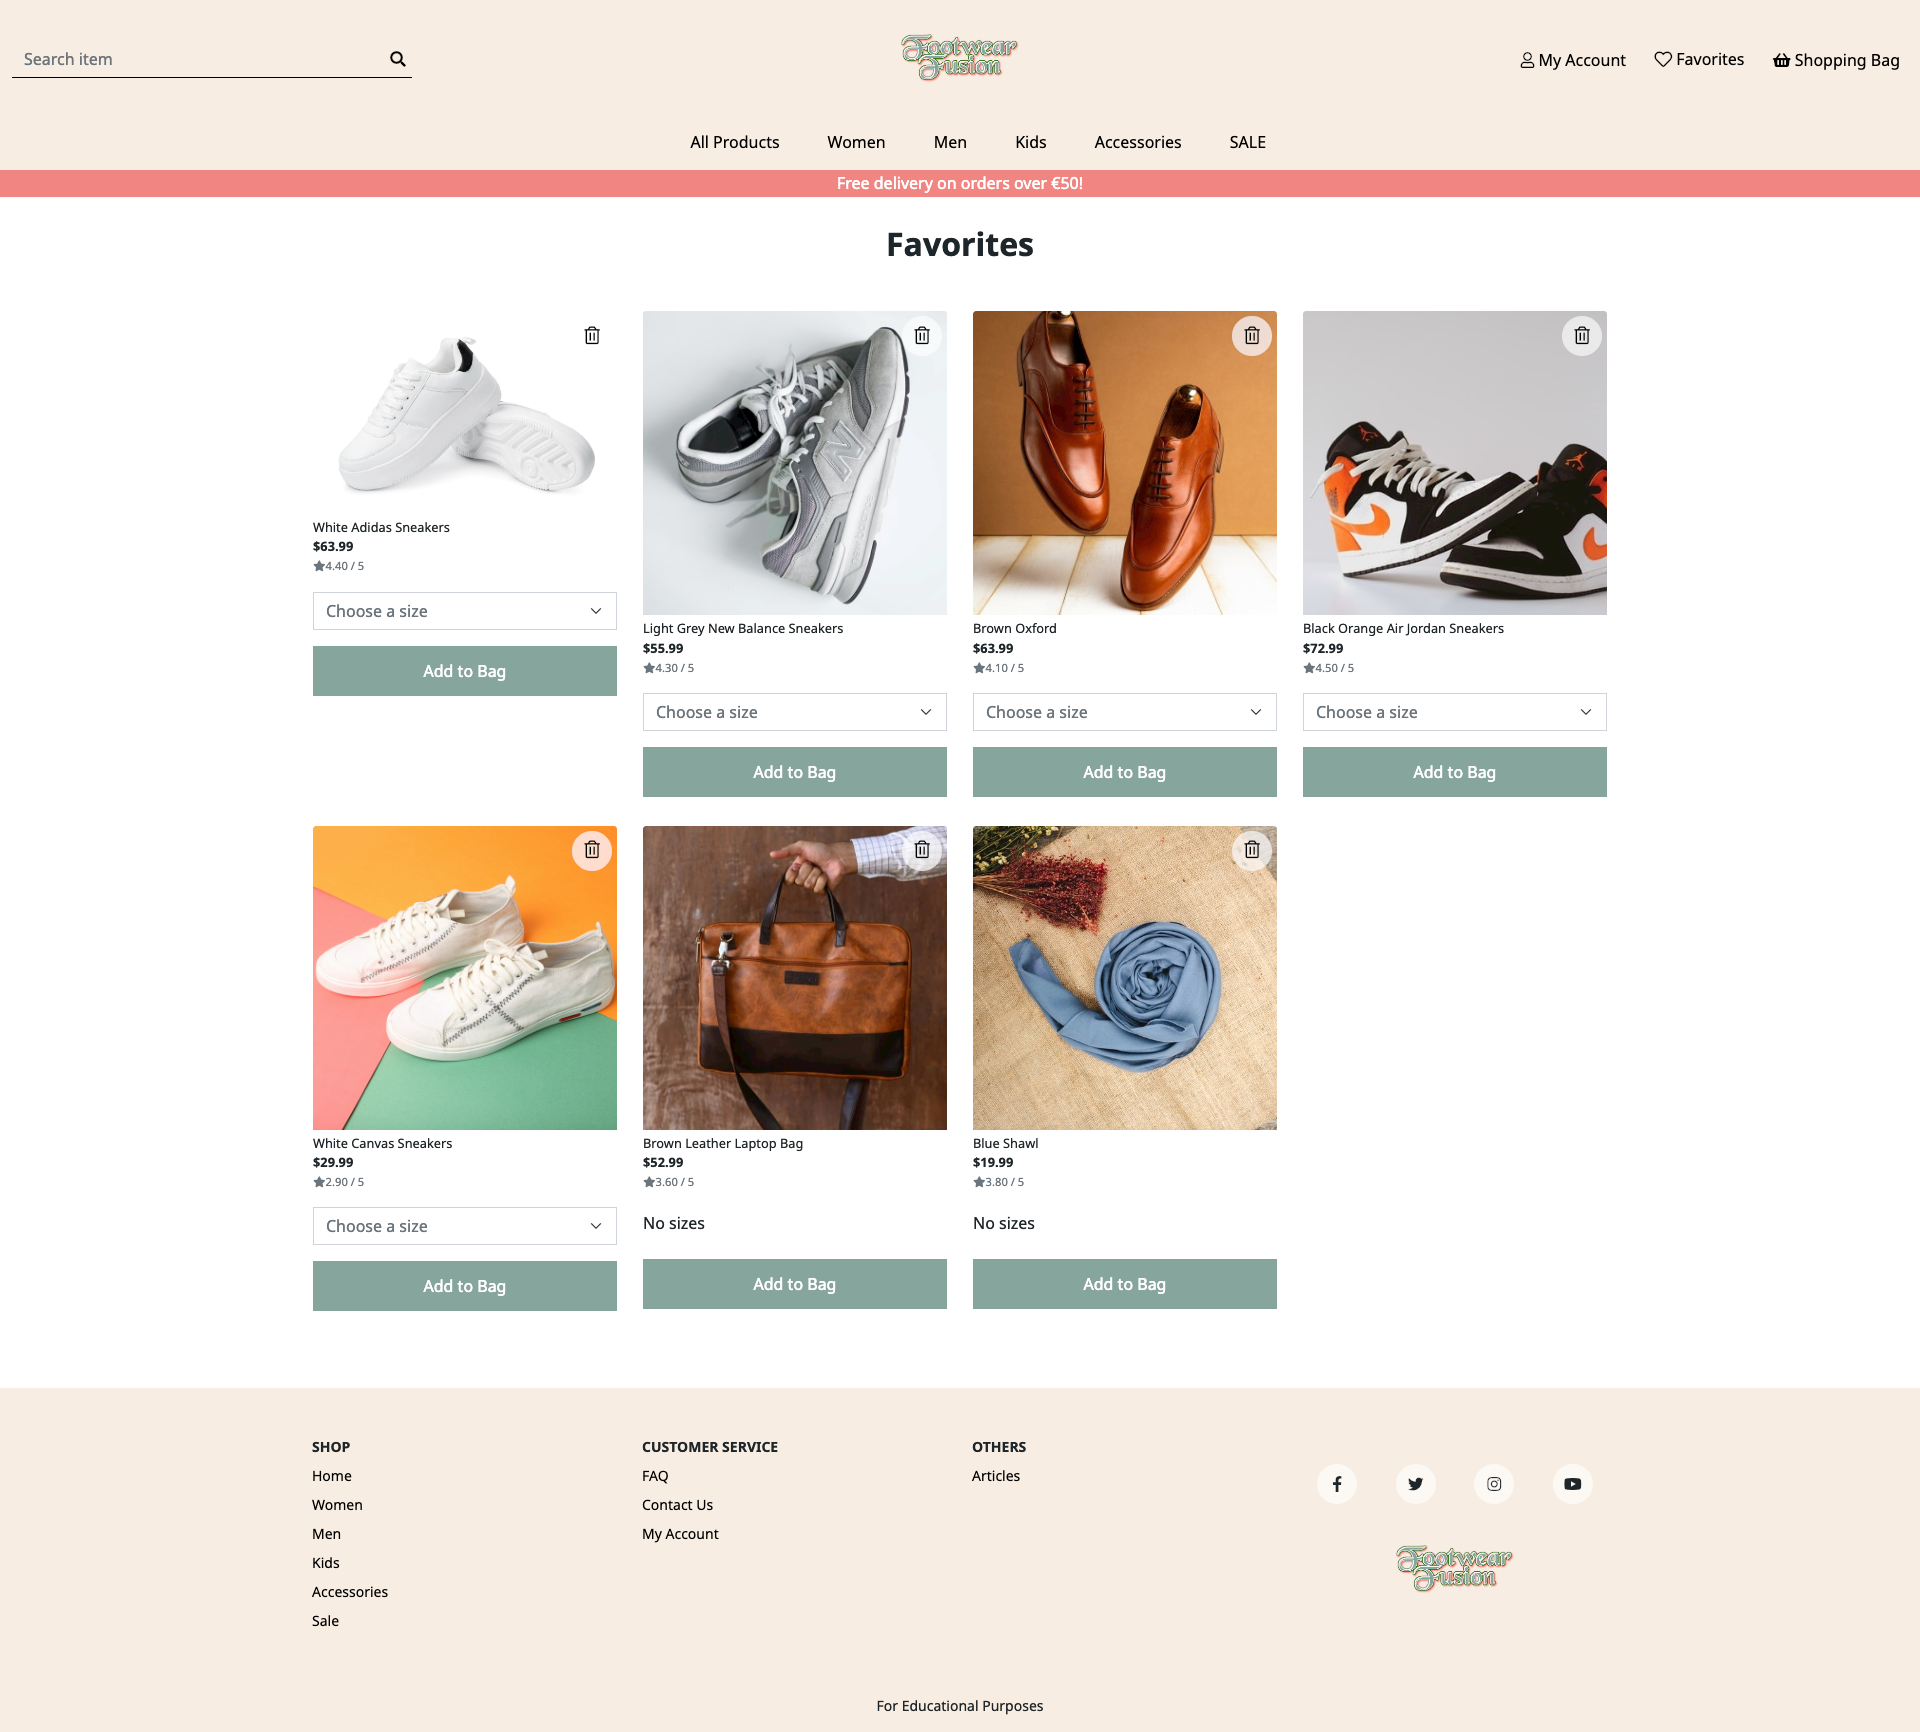 Search item
Footwear
Fusion
My Account
Favorites
Shopping Bag
All Products
Women
Men
Kids
Accessories
SALE
Free delivery on orders over €50!
Favorites
White Adidas Sneakers
$63.99
4.40 / 5
Choose a size
Add to Bag
Light Grey New Balance Sneakers
$55.99
4.30 / 5
Choose a size
Add to Bag
Brown Oxford
$63.99
4.10 / 5
Choose a size
Add to Bag
Black Orange Air Jordan Sneakers
$72.99
4.50 / 5
Choose a size
Add to Bag
White Canvas Sneakers
$29.99
2.90 / 5
Choose a size
Add to Bag
Brown Leather Laptop Bag
$52.99
3.60 / 5
No sizes
Add to Bag
Blue Shawl
$19.99
3.80 / 5
No sizes
Add to Bag
SHOP
Home
Women
Men
Kids
Accessories
Sale
CUSTOMER SERVICE
FAQ
Contact Us
My Account
OTHERS
Articles
Footwear
Fusion
For Educational Purposes